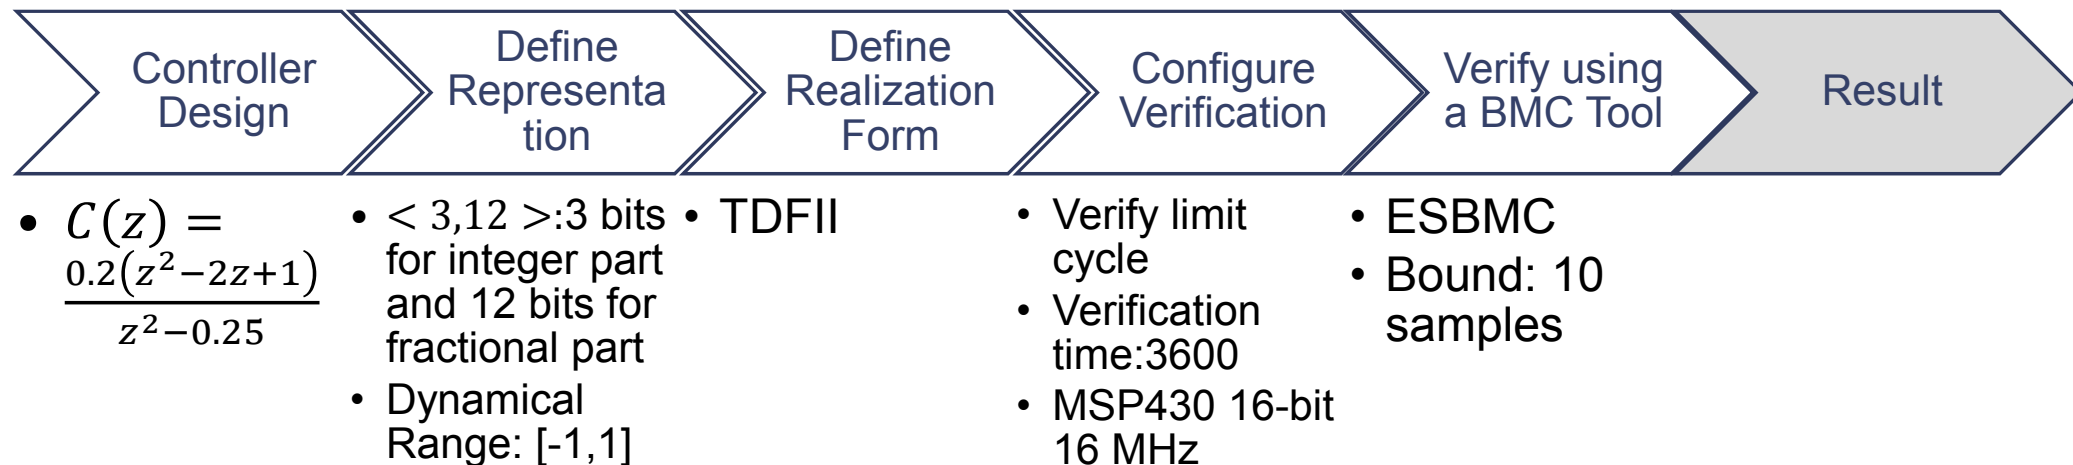 Controller
Design
Define
Representa
tion
Define
Realization
Form
Configure
Verification
Verify using
a BMC Tool
Result
• C(z) =
0.2(z²−2z+1)
z²−0.25
• < 3,12 >:3 bits
for integer part
and 12 bits for
fractional part
• Dynamical
Range: [-1,1]
• TDFII
• Verify limit
cycle
• Verification
time:3600
• MSP430 16-bit
16 MHz
• ESBMC
• Bound: 10
samples